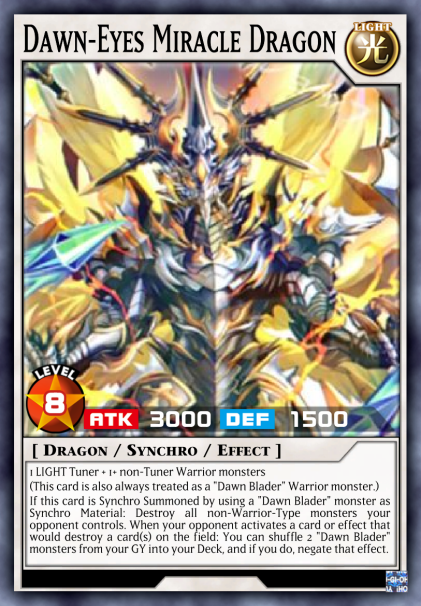 DAWN-EYES MIRACLE DRAGON
LIGHT
光
LEVEL
8
ATK 3000 DEF 1500
[ DRAGON / SYNCHRO / EFFECT ]
1 LIGHT Tuner + 1+ non-Tuner Warrior monsters
(This card is also always treated as a "Dawn Blader" Warrior monster.)
If this card is Synchro Summoned by using a "Dawn Blader" monster as
Synchro Material: Destroy all non-Warrior-Type monsters your
opponent controls. When your opponent activates a card or effect that
would destroy a card(s) on the field: You can shuffle 2 "Dawn Blader"
monsters from your GY into your Deck, and if you do, negate that effect.